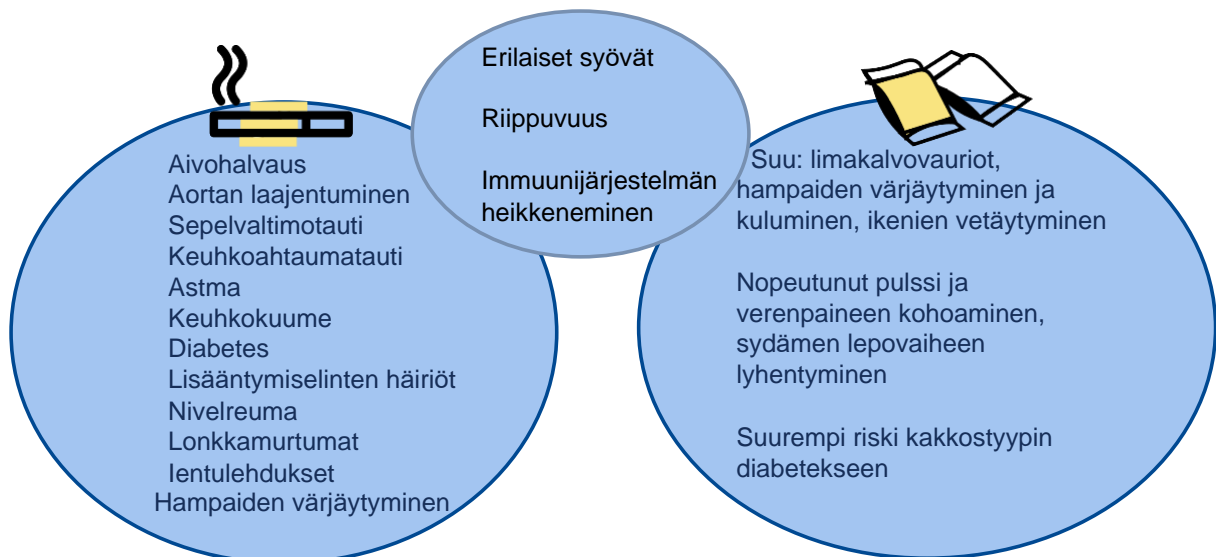 Aivohalvaus
Aortan laajentuminen
Sepelvaltimotauti
Keuhkoahtaumatauti
Astma
Keuhkokuume
Diabetes
Lisääntymiselinten häiriöt
Nivelreuma
Lonkkamurtumat
Ientulehdukset
Hampaiden värjäytyminen
Erilaiset syövät
Riippuvuus
Immuunijärjestelmän
heikkeneminen
Suu: limakalvovauriot,
hampaiden värjäytyminen ja
kuluminen, ikenien vetäytyminen
Nopeutunut pulssi ja
verenpaineen kohoaminen,
sydämen lepovaiheen
lyhentyminen
Suurempi riski kakkostyypin
diabetekseen